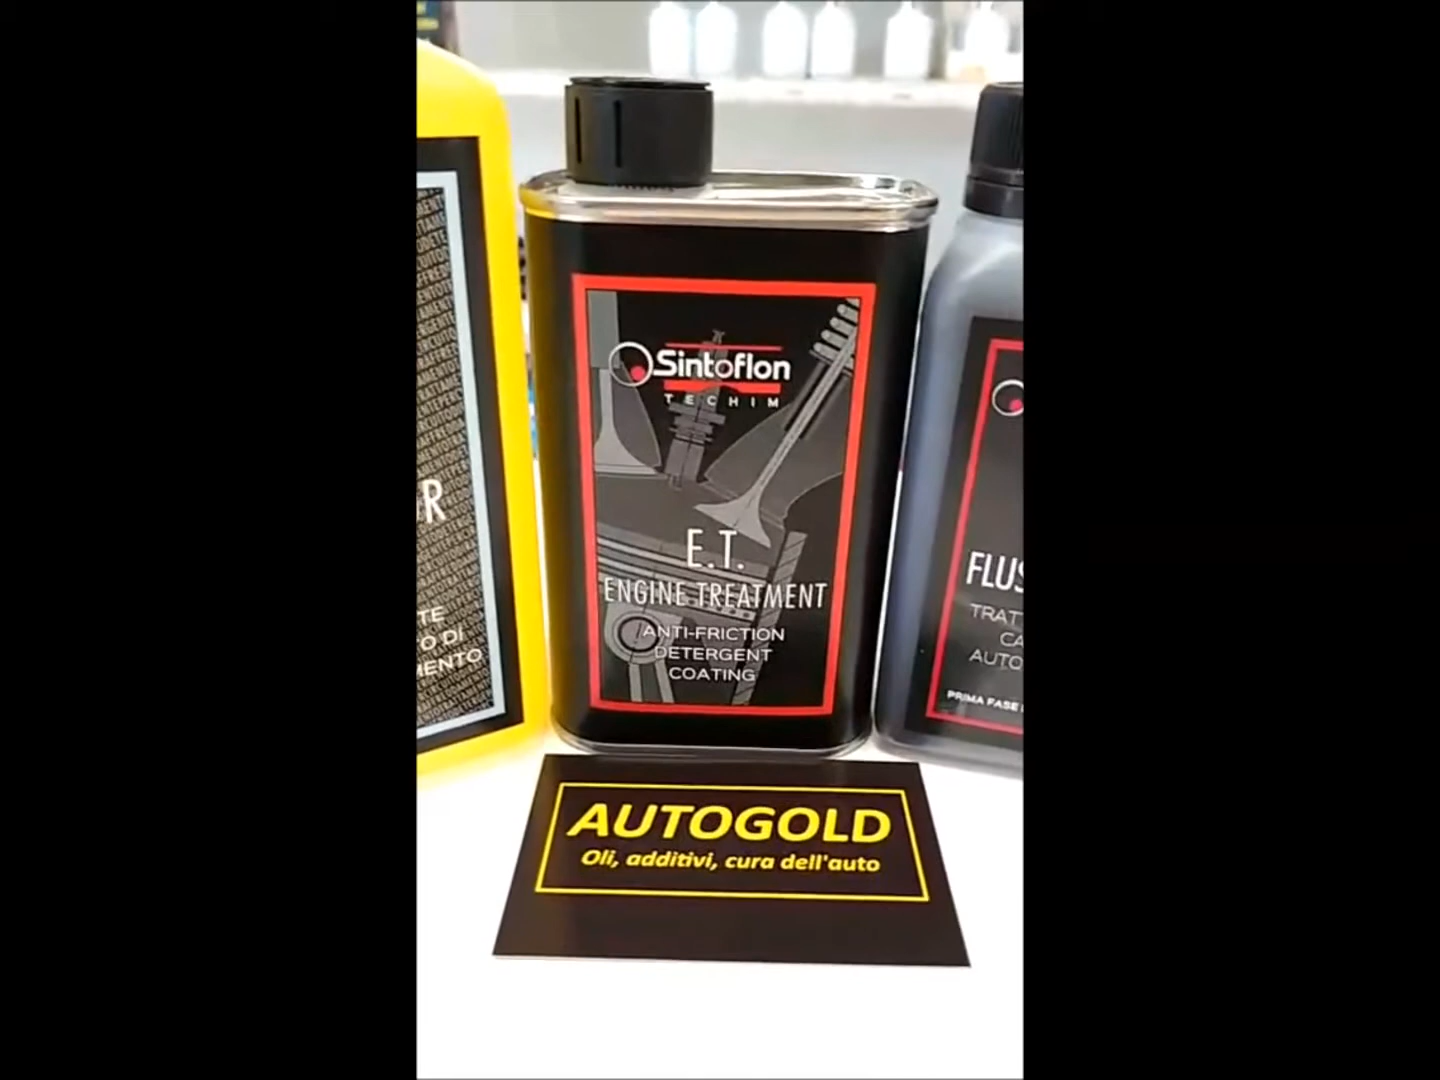 Sintoflon
TECHIM
E.T.
ENGINE TREATMENT
ANTI-FRICTION
DETERGENT
COATING
R
TE
O DI
MENTO
FLUS
TRAT
CA
AUTO
PRIMA FASE
AUTOGOLD
Oli, additivi, cura dell'auto